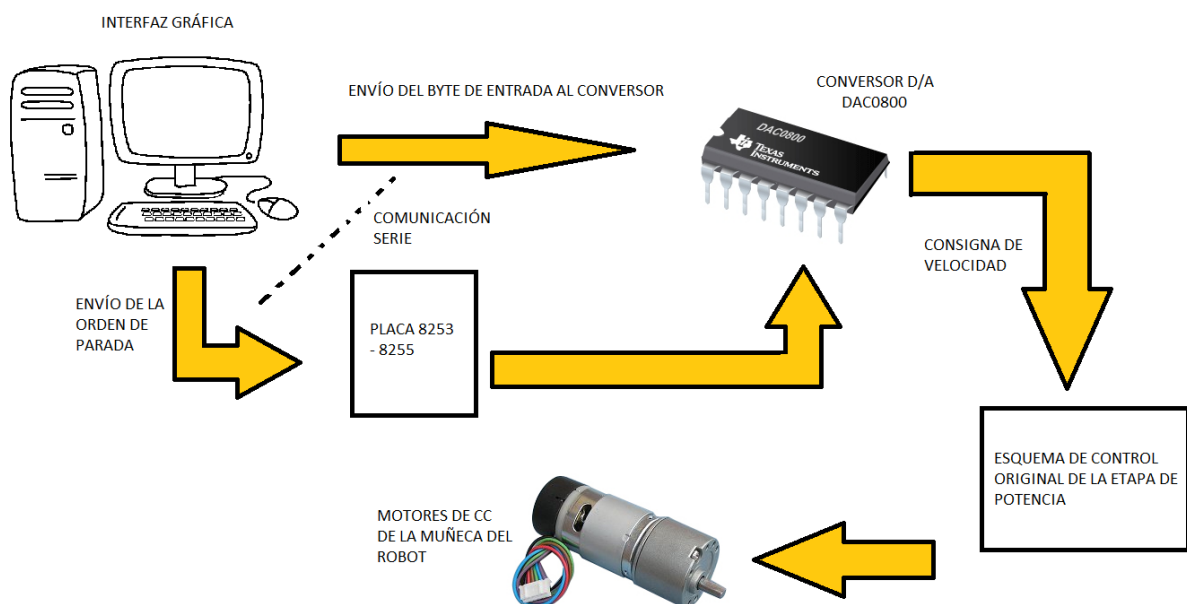 INTERFAZ GRÁFICA
ENVÍO DEL BYTE DE ENTRADA AL CONVERSOR
CONVERSOR D/A
DAC0800
DAC0800
TEXAS
INSTRUMENTS
COMUNICACIÓN
SERIE
CONSIGNA DE
VELOCIDAD
ENVÍO DE LA
ORDEN DE
PARADA
PLACA 8253
- 8255
ESQUEMA DE CONTROL
ORIGINAL DE LA ETAPA DE
POTENCIA
MOTORES DE CC
DE LA MUÑECA DEL
ROBOT